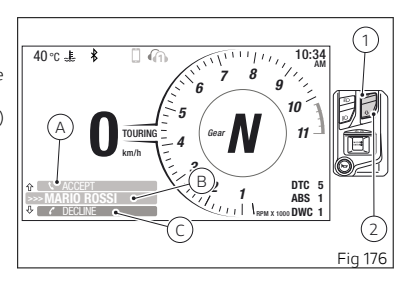 e
)
40 °C
10:34
AM
1
2
3
4
5
6
7
8
9
10
11
0
TOURING
km/h
Gear
N
RPM X 1000
ACCEPT
>>> MARIO ROSSI
DECLINE
DTC 5
ABS 1
DWC 1
A
B
C
1
2
Fig 176